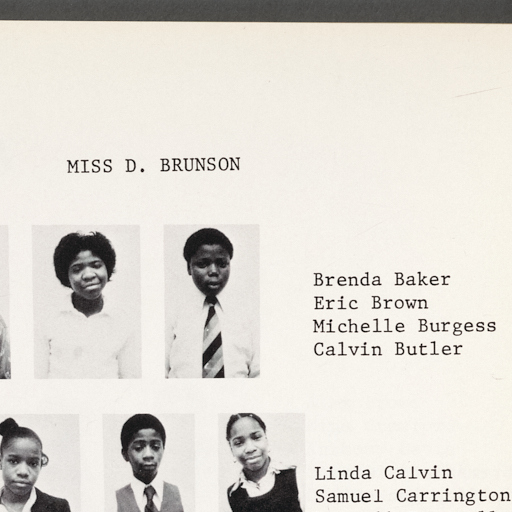 MISS D. BRUNSON
Brenda Baker
Eric Brown
Michelle Burgess
Calvin Butler
Linda Calvin
Samuel Carrington